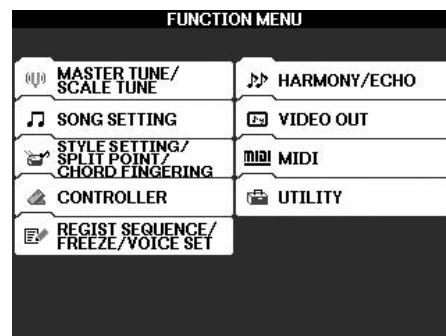 FUNCTION MENU
MASTER TUNE/
SCALE TUNE
SONG SETTING
STYLE SETTING/
SPLIT POINT/
CHORD FINGERING
CONTROLLER
REGIST SEQUENCE/
FREEZE/VOICE SET
HARMONY/ECHO
VIDEO OUT
MIDI MIDI
UTILITY